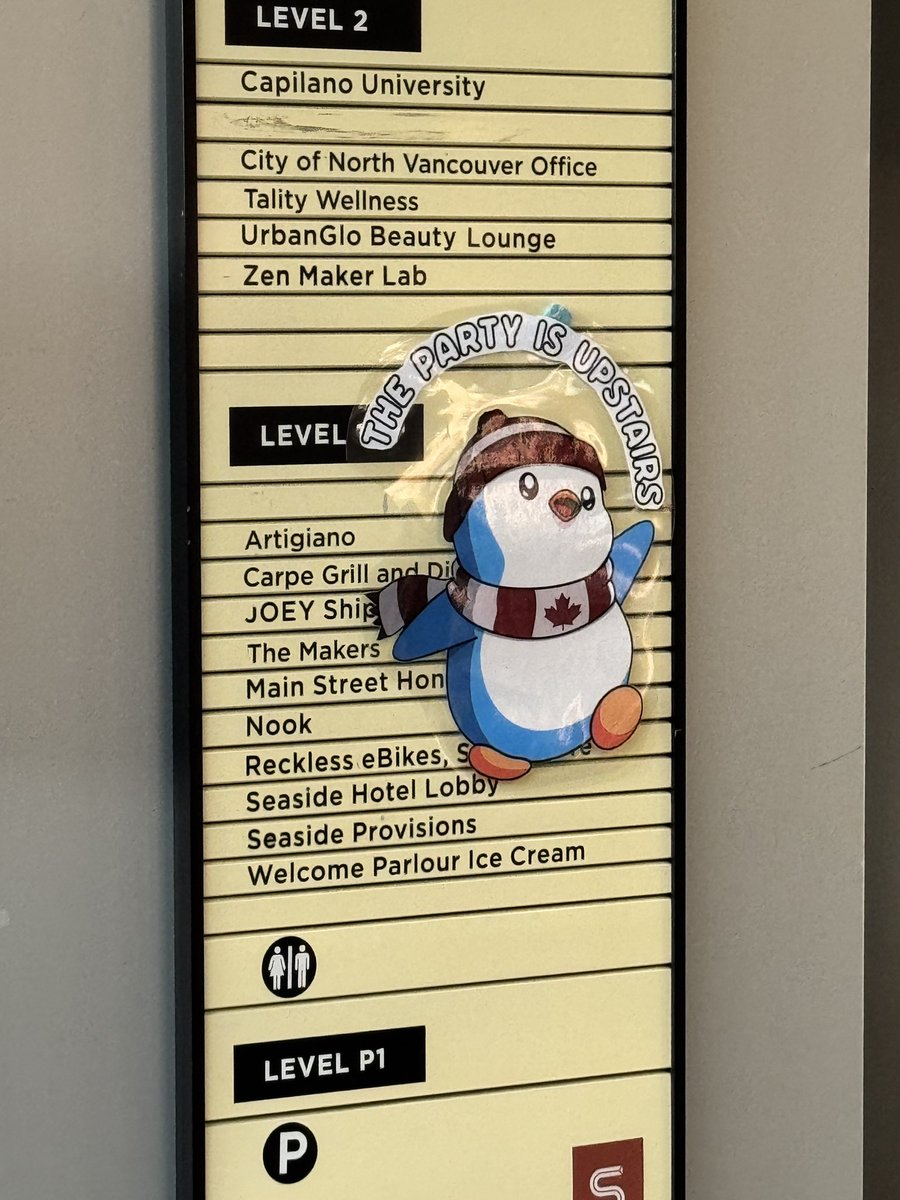 LEVEL 2
Capilano University
City of North Vancouver Office
Tality Wellness
UrbanGlo Beauty Lounge
Zen Maker Lab
THE PARTY IS UPSTAIRS
LEVEL
Artigiano
Carpe Grill and
JOEY
The Makers
Main Street
Nook
Reckless eBikes,
Seaside Hotel Lobby
Seaside Provisions
Welcome Parlour Ice Cream
LEVEL P1
P
S